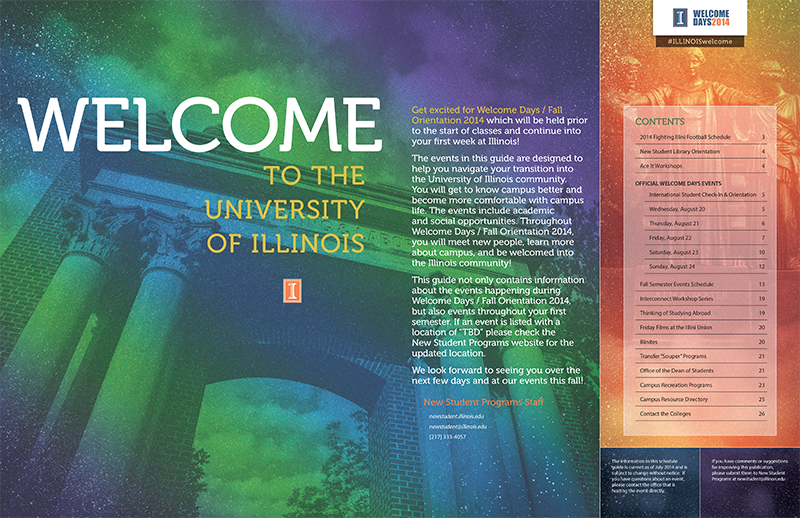 WELCOME
TO THE
UNIVERSITY
OF ILLINOIS
I
Get excited for Welcome Days / Fall
Orientation 2014 which will be held prior
to the start of classes and continue into
your first week at Illinois!
The events in this guide are designed to
help you navigate your transition into
the University of Illinois community.
You will get to know campus better and
become more comfortable with campus
life. The events include academic
and social opportunities. Throughout
Welcome Days / Fall Orientation 2014,
you will meet new people, learn more
about campus, and be welcomed into
the Illinois community!
This guide not only contains information
about the events happening during
Welcome Days / Fall Orientation 2014,
but also events throughout your first
semester. If an event is listed with a
location of "TBD" please check the
New Student Programs website for the
updated location.
We look forward to seeing you over the
next few days and at our events this fall!
New Student Programs Staff
newstudent.illinois.edu
newstudent@illinois.edu
(217) 333-4057
I WELCOME
DAYS2014
#ILLINOISwelcome
CONTENTS
2014 Fighting Illini Football Schedule 3
New Student Library Orientation 4
Ace It Workshops 4
OFFICIAL WELCOME DAYS EVENTS
International Student Check-In & Orientation 5
Wednesday, August 20 5
Thursday, August 21 6
Friday, August 22 7
Saturday, August 23 10
Sunday, August 24 12
Fall Semester Events Schedule 13
Interconnect Workshop Series 19
Thinking of Studying Abroad 19
Friday Films at the Illini Union 20
Illinites 20
Transfer "Souper" Programs 21
Office of the Dean of Students 21
Campus Recreation Programs 23
Campus Resource Directory 25
Contact the Colleges 26
The information in this schedule
guide is current as of July 2014 and is
subject to change without notice. If
you have questions about an event,
please contact the office that is
hosting the event directly.
If you have comments or suggestions
for improving this publication,
please submit them to New Student
Programs at newstudent@illinois.edu